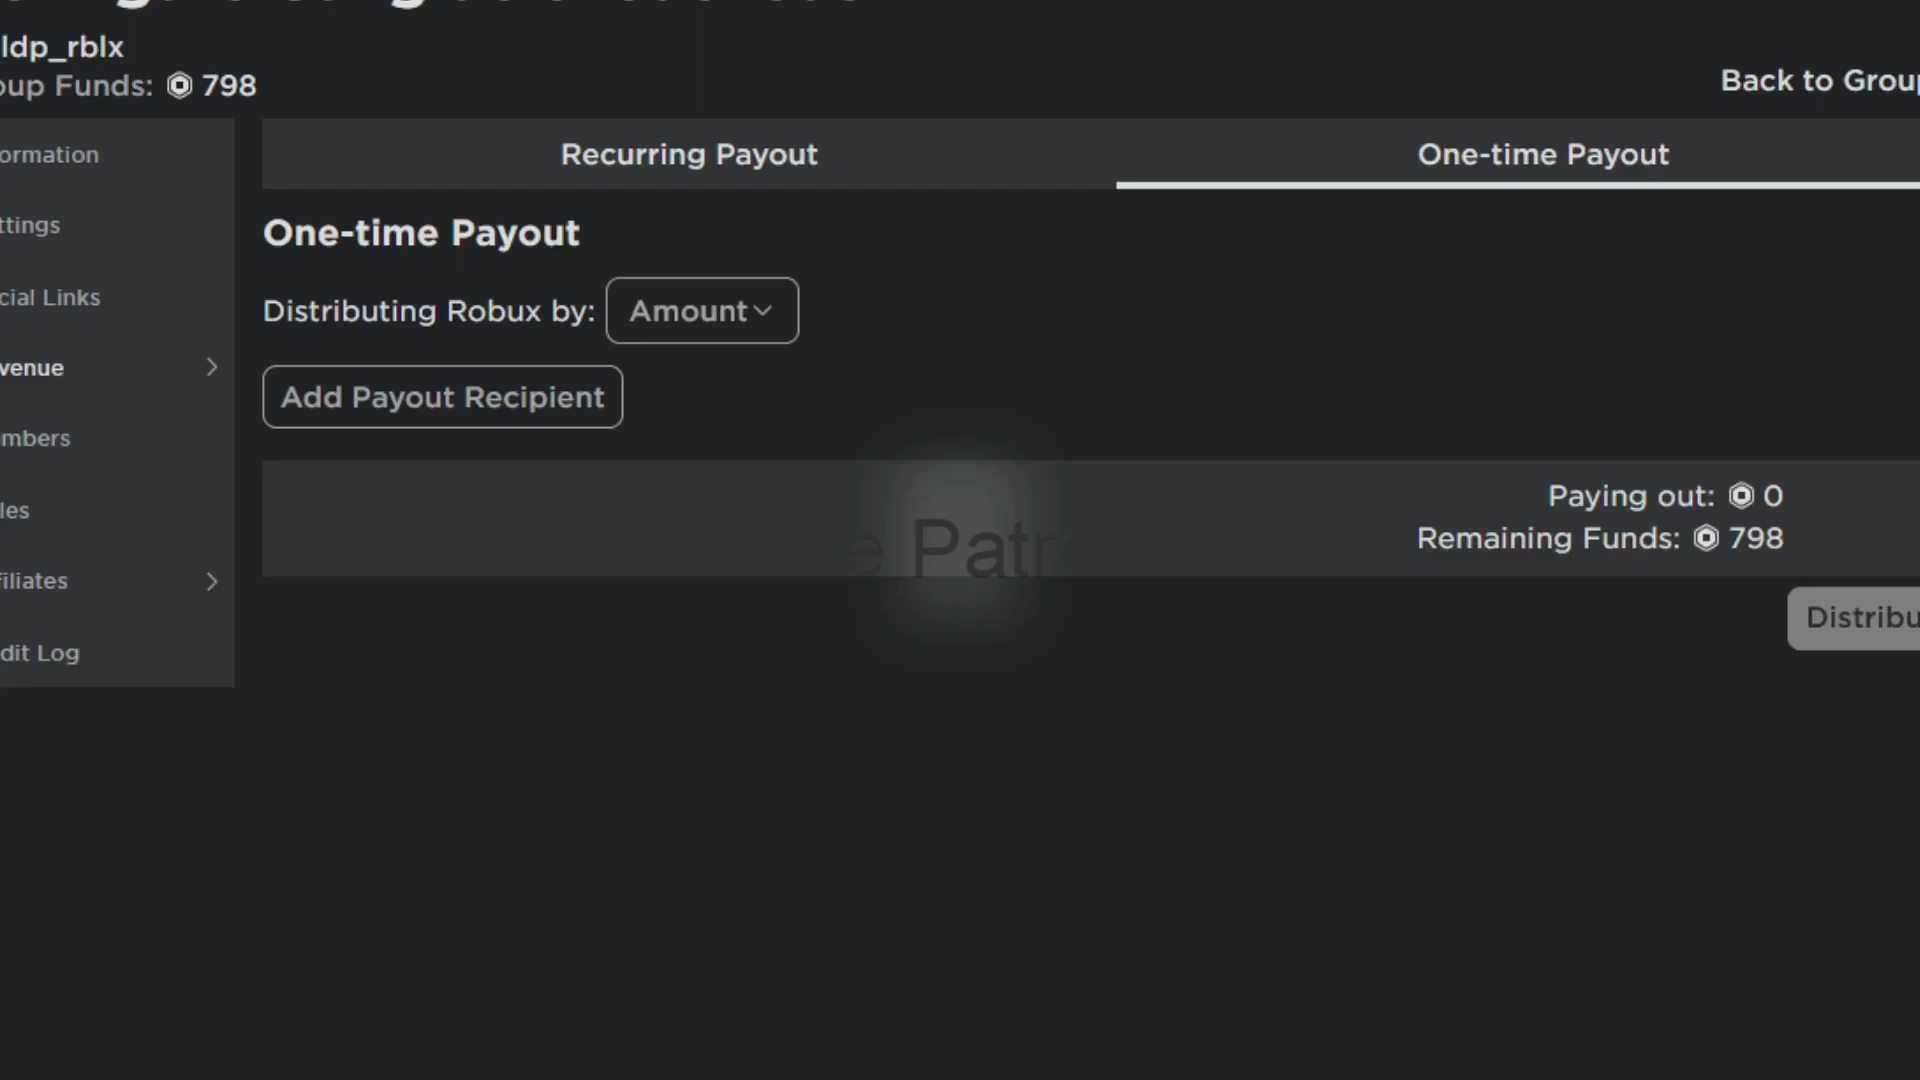 ldp_rblx
oup Funds: 798
Back to Grou
ormation
ttings
cial Links
venue
mbers
les
filiates
dit Log
Recurring Payout
One-time Payout
One-time Payout
Distributing Robux by: Amount
Add Payout Recipient
Paying out: 0
Remaining Funds: 798
e Patr
Distribu